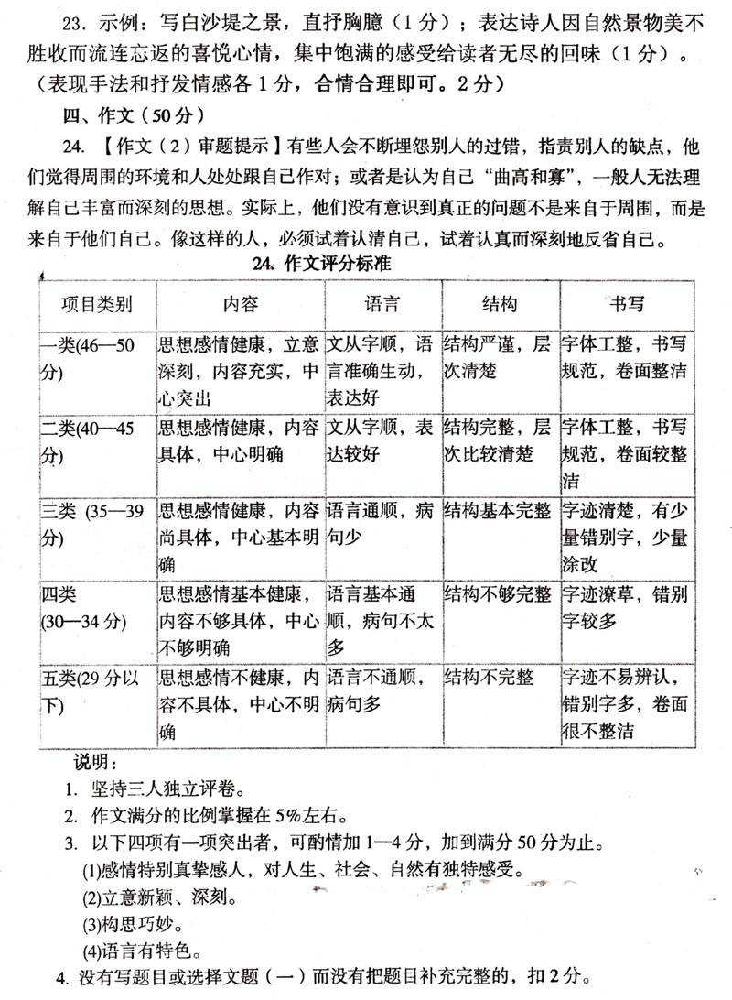 23. 示例：写白沙堤之景，直抒胸臆（1分）；表达诗人因自然景物美不
胜收而流连忘返的喜悦心情，集中饱满的感受给读者无尽的回味（1分）。
（表现手法和抒发情感各1分，合情合理即可。2分）
四、作文（50分）
24. 【作文（2）审题提示】有些人会不断埋怨别人的过错，指责别人的缺点，他
们觉得周围的环境和人处处跟自己作对；或者是认为自己“曲高和寡”，一般人无法理
解自己丰富而深刻的思想。实际上，他们没有意识到真正的问题不是来自于周围，而是
来自于他们自己。像这样的人，必须试着认清自己，试着认真而深刻地反省自己。
24. 作文评分标准
项目类别 内容 语言 结构 书写
一类(46—50 思想感情健康，立意 文从字顺，语 结构严谨，层 字体工整，书写
分) 深刻，内容充实，中 言准确生动， 次清楚 规范，卷面整洁
心突出 表达好
二类(40—45 思想感情健康，内容 文从字顺，表 结构完整，层 字体工整，书写
分) 具体，中心明确 达较好 次比较清楚 规范，卷面较整
洁
三类 (35—39 思想感情健康，内容 语言通顺，病 结构基本完整 字迹清楚，有少
分) 尚具体，中心基本明 句少 量错别字，少量
确 涂改
四类 思想感情基本健康， 语言基本通 结构不够完整 字迹潦草，错别
(30—34 分) 内容不够具体，中心 顺，病句不太 字较多
不够明确 多
五类(29 分以 思想感情不健康，内 语言不通顺， 结构不完整 字迹不易辨认，
下) 容不具体，中心不明 病句多 错别字多，卷面
确 很不整洁
说明：
1. 坚持三人独立评卷。
2. 作文满分的比例掌握在5%左右。
3. 以下四项有一项突出者，可酌情加1—4分，加到满分50分为止。
(1)感情特别真挚感人，对人生、社会、自然有独特感受。
(2)立意新颖、深刻。
(3)构思巧妙。
(4)语言有特色。
4. 没有写题目或选择文题（一）而没有把题目补充完整的，扣2分。